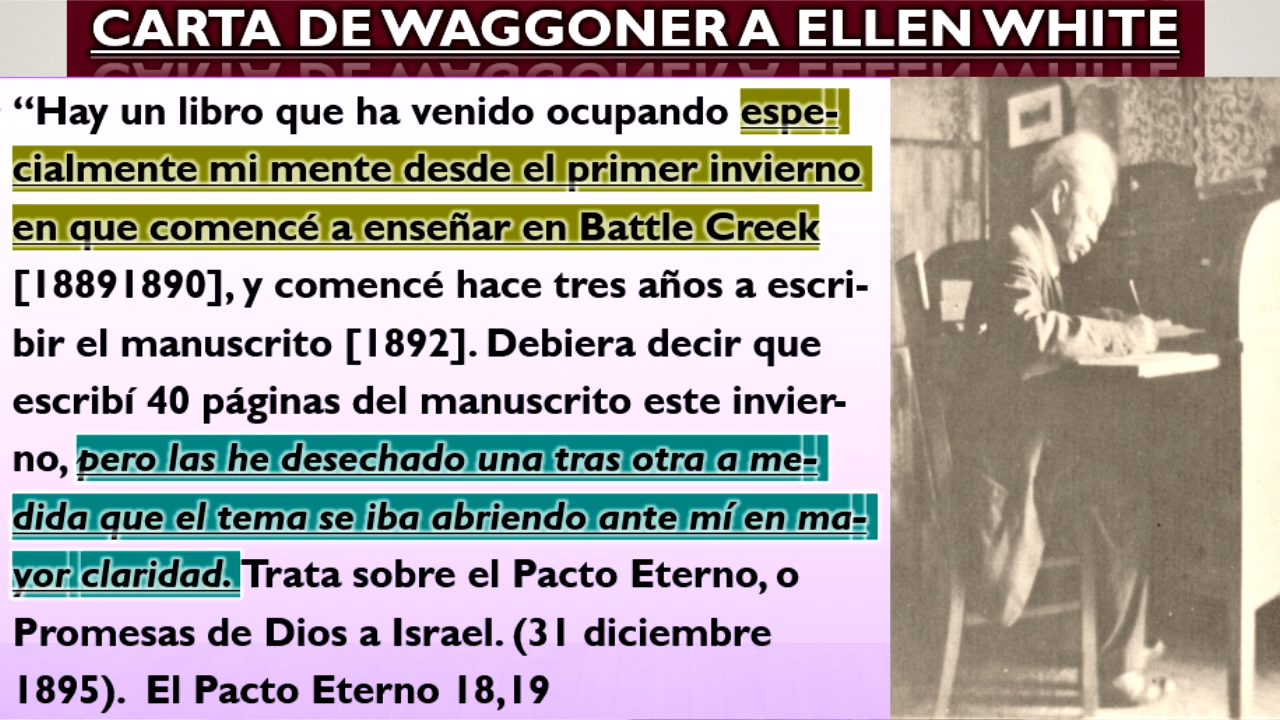 CARTA DE WAGGONER A ELLEN WHITE
“Hay un libro que ha venido ocupando espe-
cialmente mi mente desde el primer invierno
en que comencé a enseñar en Battle Creek
[18891890], y comencé hace tres años a escri-
bir el manuscrito [1892]. Debiera decir que
escribí 40 páginas del manuscrito este invier-
no, pero las he desechado una tras otra a me-
dida que el tema se iba abriendo ante mí en ma-
yor claridad. Trata sobre el Pacto Eterno, o
Promesas de Dios a Israel. (31 diciembre
1895).  El Pacto Eterno 18,19